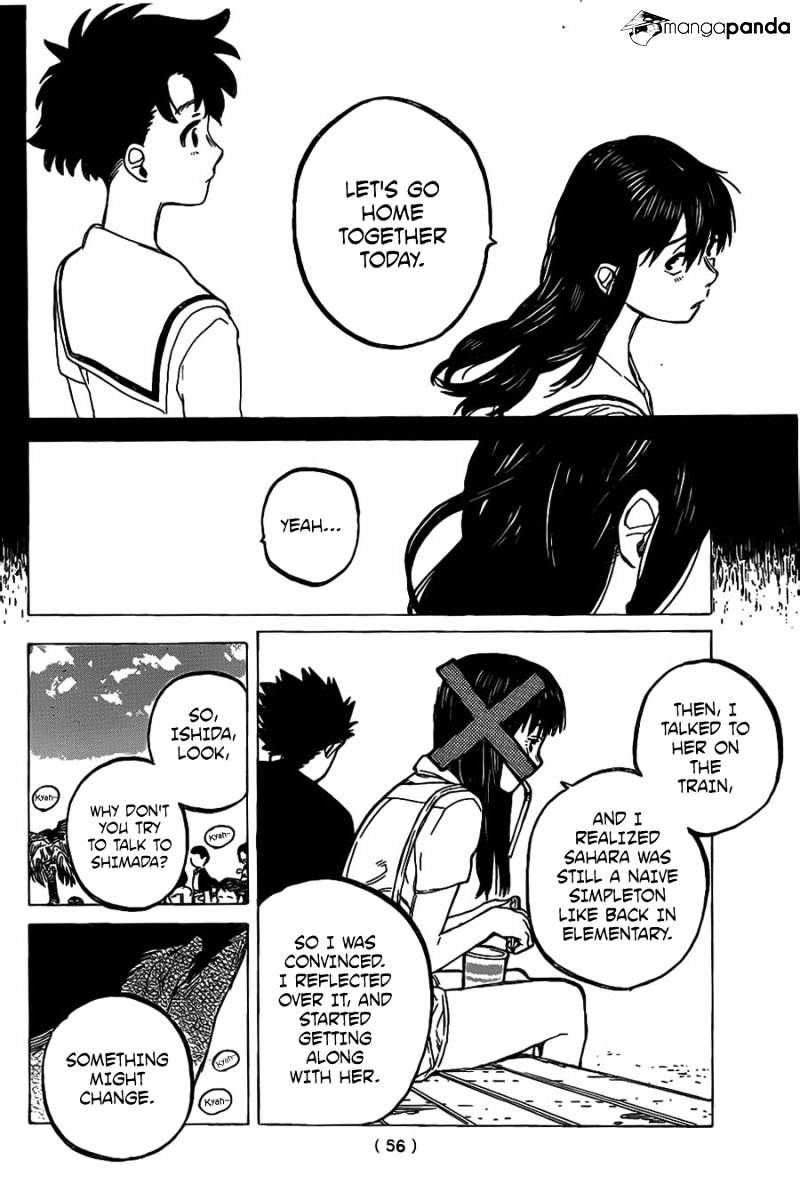 mangapanda
LET'S GO
HOME
TOGETHER
TODAY.
YEAH...
THEN, I
TALKED TO
HER ON
THE
TRAIN,
AND I
REALIZED
SAHARA WAS
STILL A NAIVE
SIMPLETON
LIKE BACK IN
ELEMENTARY.
SO I WAS
CONVINCED.
I REFLECTED
OVER IT, AND
STARTED
GETTING
ALONG
WITH HER.
SO,
ISHIDA,
LOOK,
WHY DON'T
YOU TRY
TO TALK TO
SHIMADA?
Kyah~
Kyah~
SOMETHING
MIGHT
CHANGE.
Kyah~
Kyah~
( 56 )